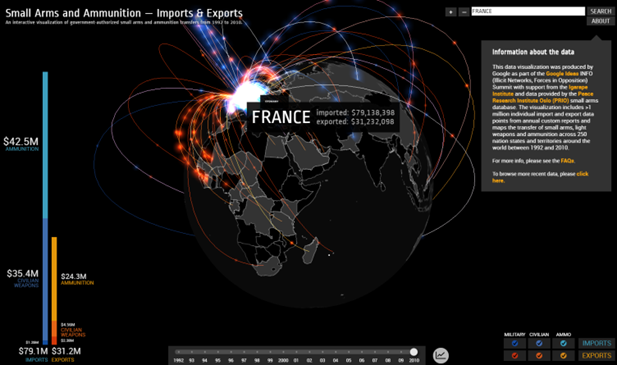 Small Arms and Ammunition — Imports & Exports
An interactive visualization of government-authorized small arms and ammunition transfers from 1992 to 2010.
+
–
FRANCE
SEARCH
ABOUT
Information about the data
This data visualization was produced by
Google as part of the Google Ideas INFO
(Illicit Networks, Forces in Opposition)
Summit with support from the Igarape
Institute and data provided by the Peace
Research Institute Oslo (PRIO) small arms
database. The visualization includes >1
million individual import and export data
points from annual custom reports and
maps the transfer of small arms, light
weapons and ammunition across 250
nation states and territories around the
world between 1992 and 2010.
For more info, please see the FAQs.
To browse more recent data, please click
here.
FRANCE
imported: $79,138,398
exported: $31,232,098
$42.5M
AMMUNITION
$35.4M
CIVILIAN
WEAPONS
$24.3M
AMMUNITION
CIVILIAN
WEAPONS
$79.1M
IMPORTS
$31.2M
EXPORTS
1992 93 94 95 96 97 98 99 2000 01 02 03 04 05 06 07 08 09 2010
MILITARY CIVILIAN AMMO
IMPORTS
EXPORTS